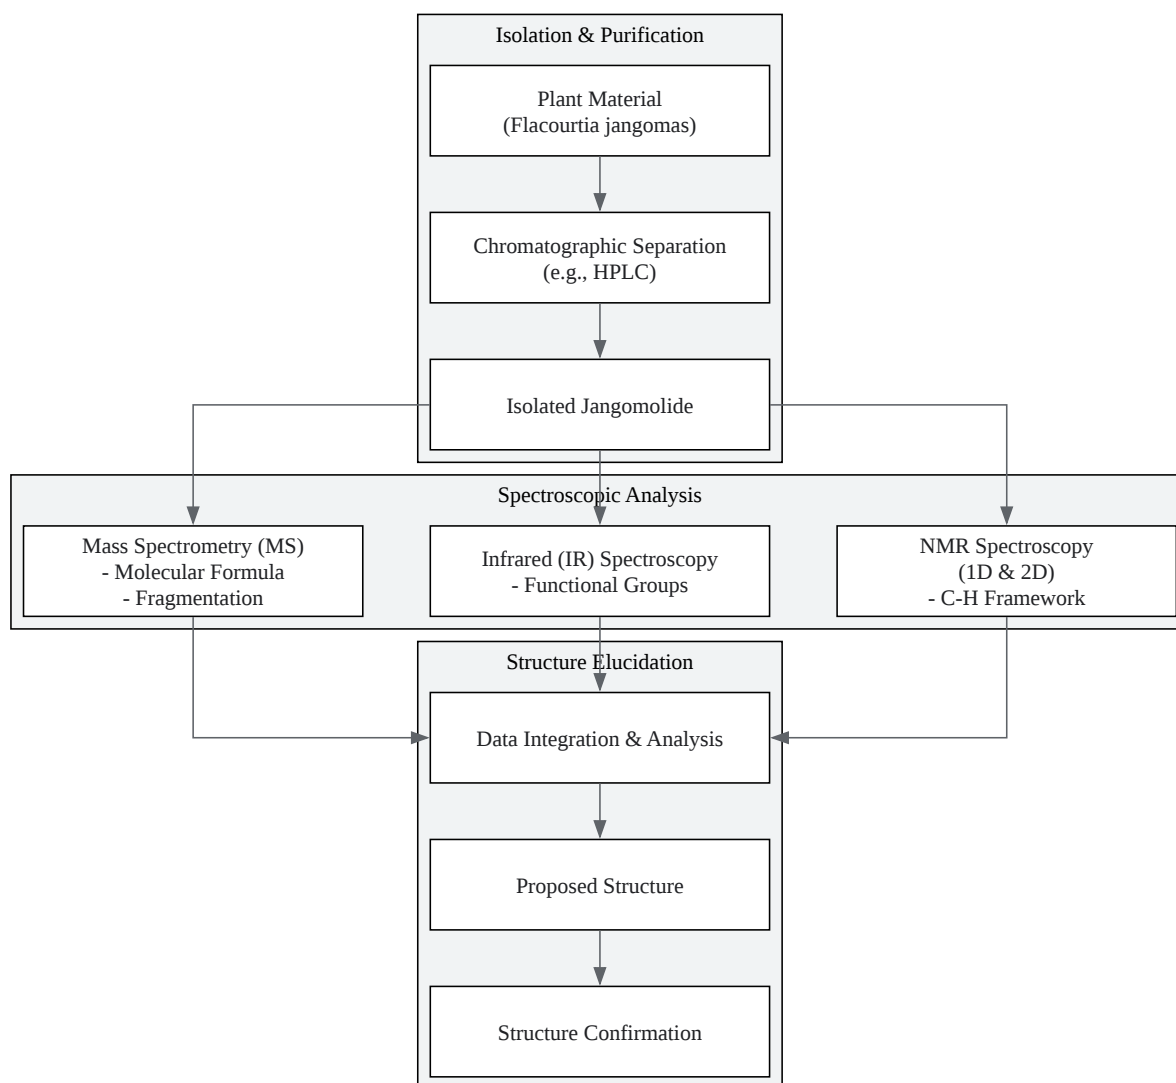 Isolation & Purification
Plant Material
(Flacourtia jangomas)
Chromatographic Separation
(e.g., HPLC)
Isolated Jangomolide
Spectroscopic Analysis
Mass Spectrometry (MS)
- Molecular Formula
- Fragmentation
Infrared (IR) Spectroscopy
- Functional Groups
NMR Spectroscopy
(1D & 2D)
- C-H Framework
Structure Elucidation
Data Integration & Analysis
Proposed Structure
Structure Confirmation